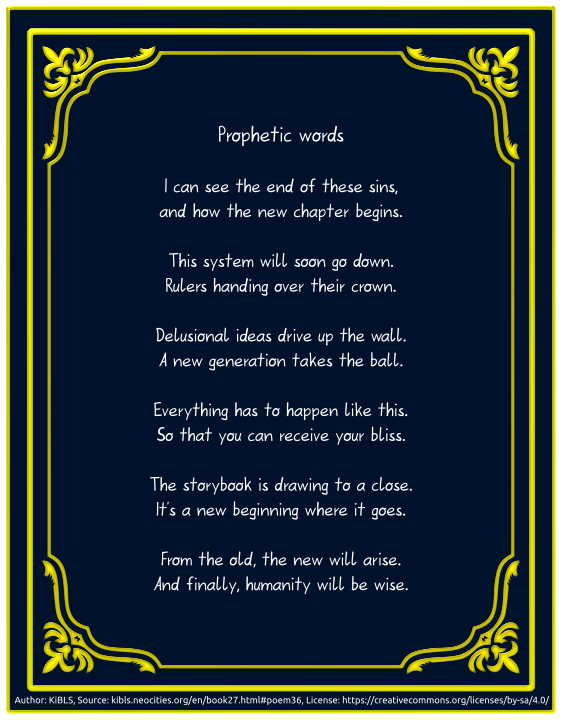 Prophetic words
I can see the end of these sins,
and how the new chapter begins.
This system will soon go down.
Rulers handing over their crown.
Delusional ideas drive up the wall.
A new generation takes the ball.
Everything has to happen like this.
So that you can receive your bliss.
The storybook is drawing to a close.
It's a new beginning where it goes.
From the old, the new will arise.
And finally, humanity will be wise.
Author: KiBLS, Source: kibls.neocities.org/en/book27.html#poem36, License: https://creativecommons.org/licenses/by-sa/4.0/